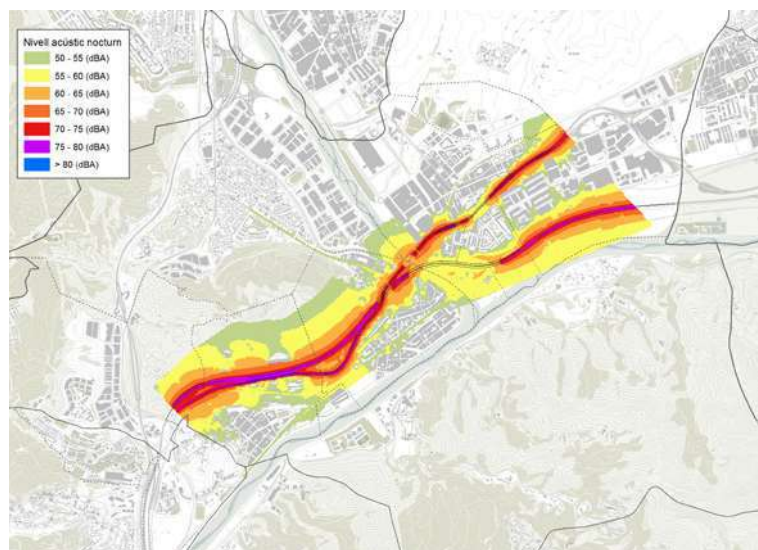 Nivell acústic nocturn
50 - 55 (dBA)
55 - 60 (dBA)
60 - 65 (dBA)
65 - 70 (dBA)
70 - 75 (dBA)
75 - 80 (dBA)
> 80 (dBA)